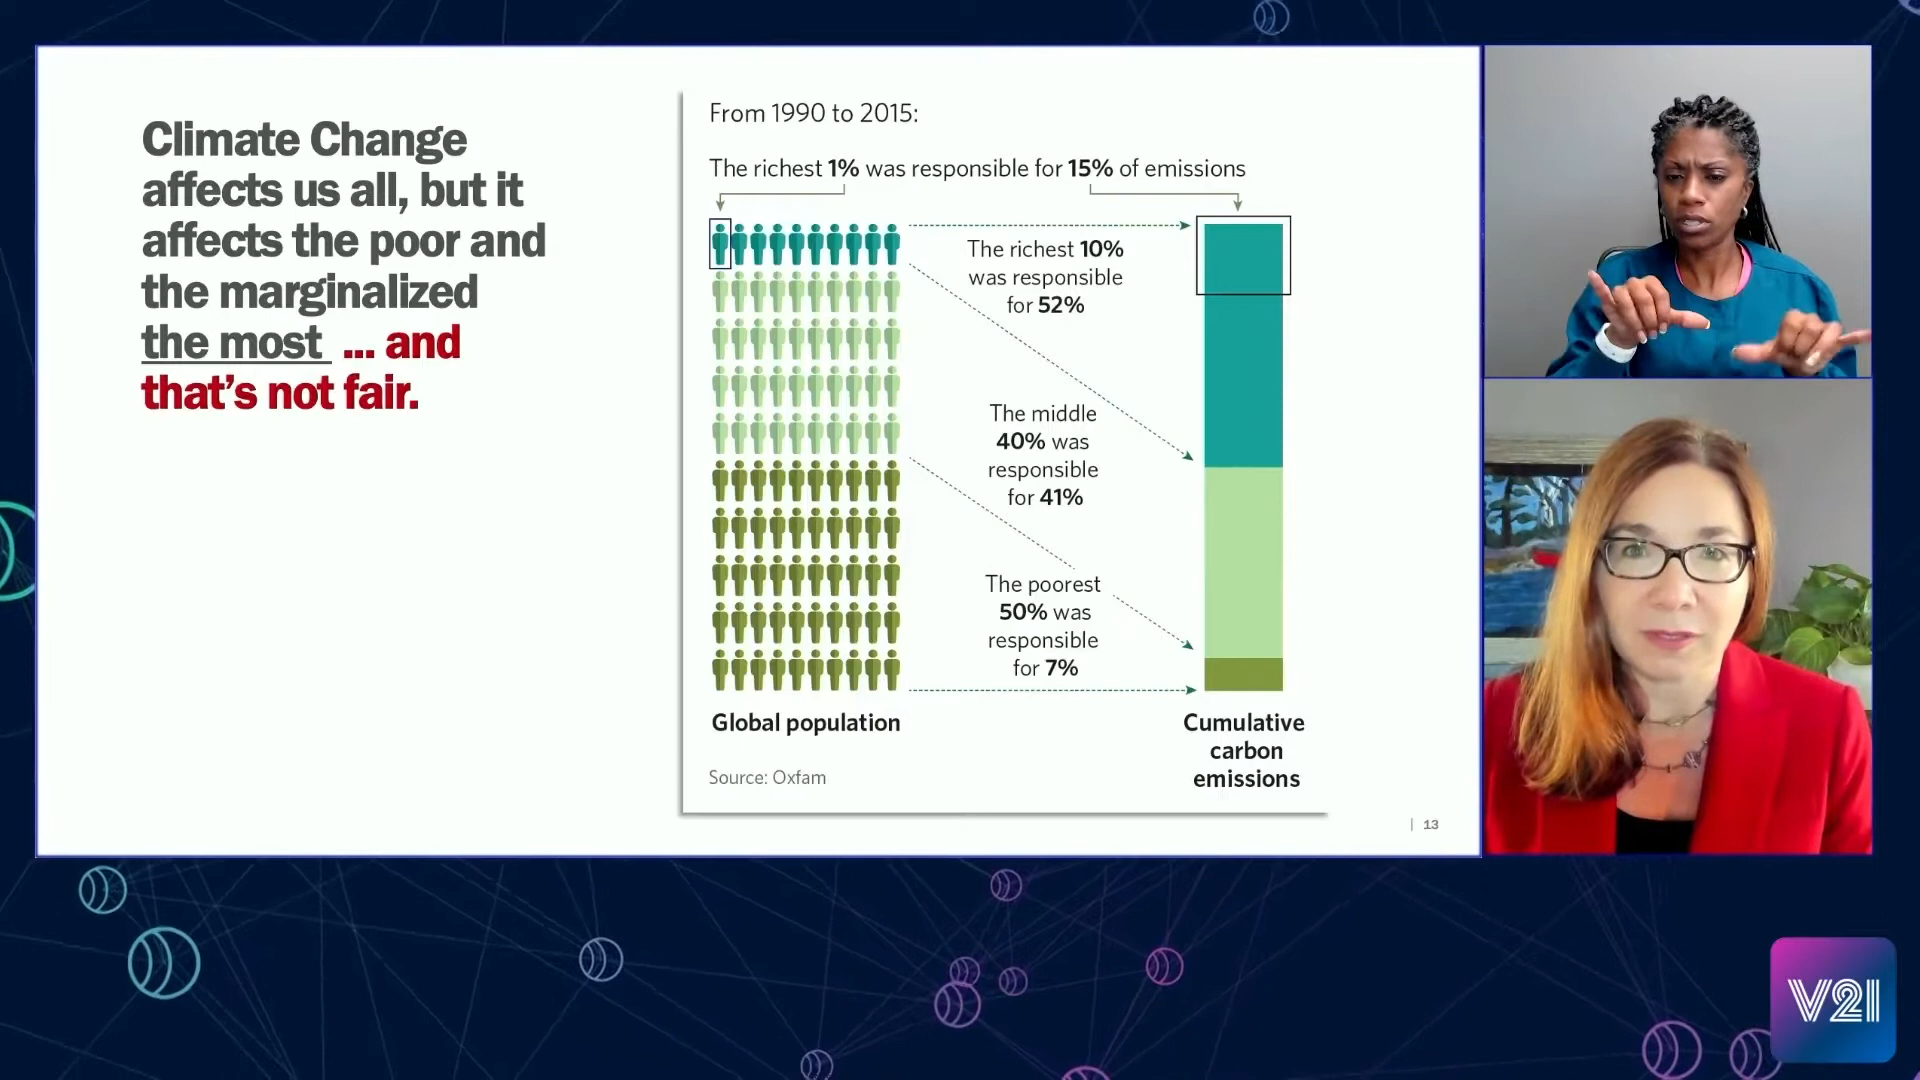 Climate Change
affects us all, but it
affects the poor and
the marginalized
the most ... and
that's not fair.
From 1990 to 2015:
The richest 1% was responsible for 15% of emissions
The richest 10%
was responsible
for 52%
The middle
40% was
responsible
for 41%
The poorest
50% was
responsible
for 7%
Global population
Cumulative
carbon
emissions
Source: Oxfam
| 13
V21